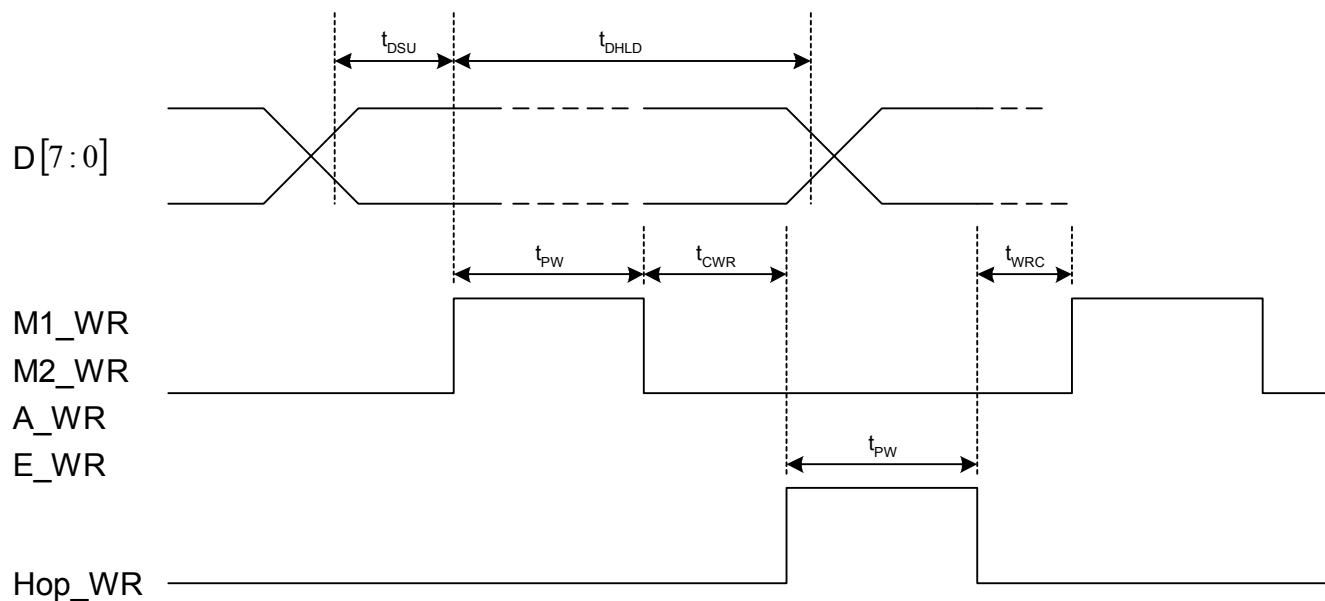 tDSU
tDHLD
D[7:0]
tPW
tCWR
tWRC
M1_WR
M2_WR
A_WR
E_WR
tPW
Hop_WR